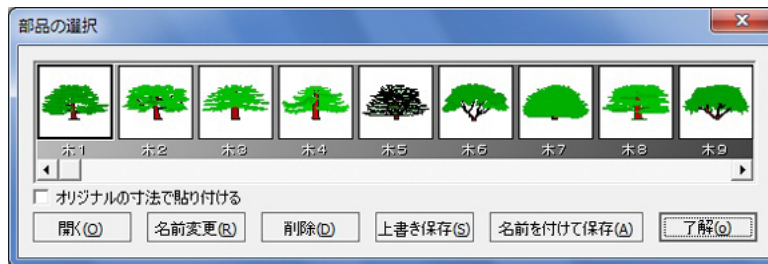 部品の選択
木1 木2 木3 木4 木5 木6 木7 木8 木9
オリジナルの寸法で貼り付ける
開く(O) 名前変更(R) 削除(D) 上書き保存(S) 名前を付けて保存(A) 了解(o)